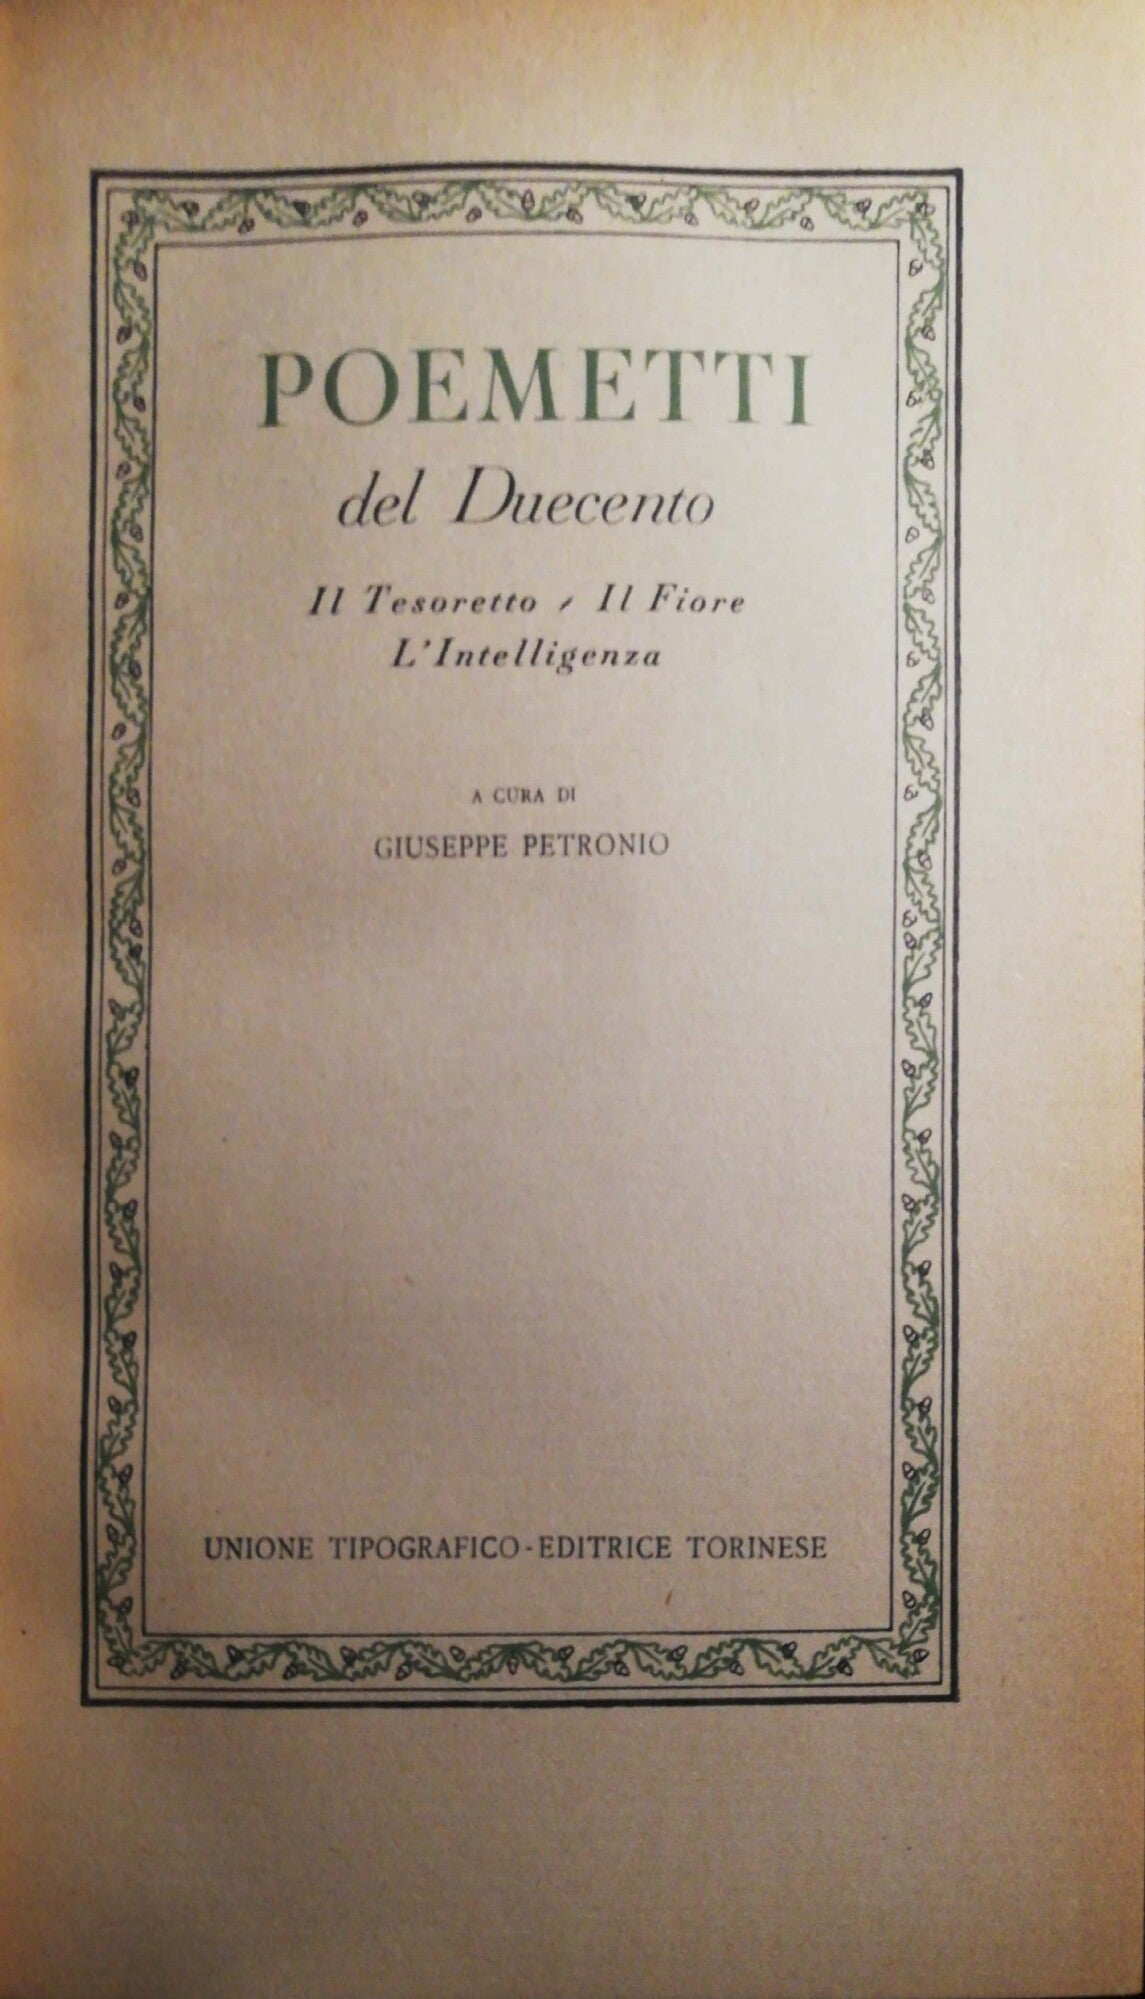 POEMETTI
del Duecento
Il Tesoretto / Il Fiore
L'Intelligenza
A CURA DI
GIUSEPPE PETRONIO
UNIONE TIPOGRAFICO-EDITRICE TORINESE